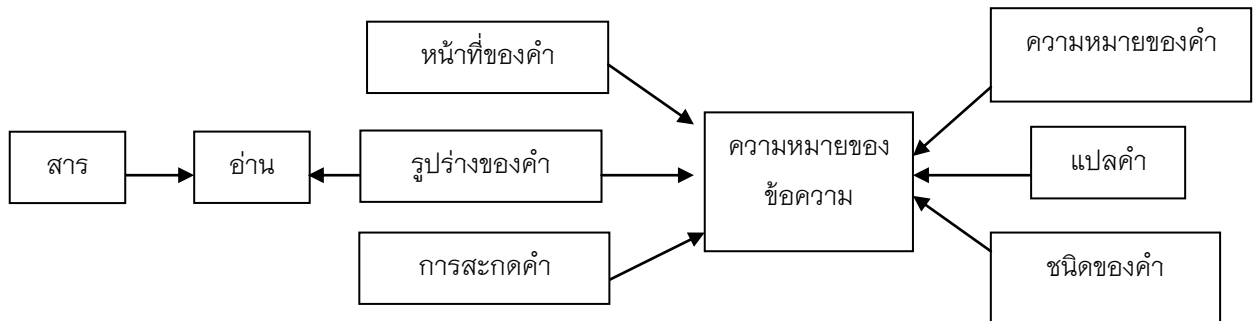 หน้าที่ของคำ
ความหมายของคำ
สาร
อ่าน
รูปร่างของคำ
ความหมายของ
ข้อความ
แปลคำ
การสะกดคำ
ชนิดของคำ